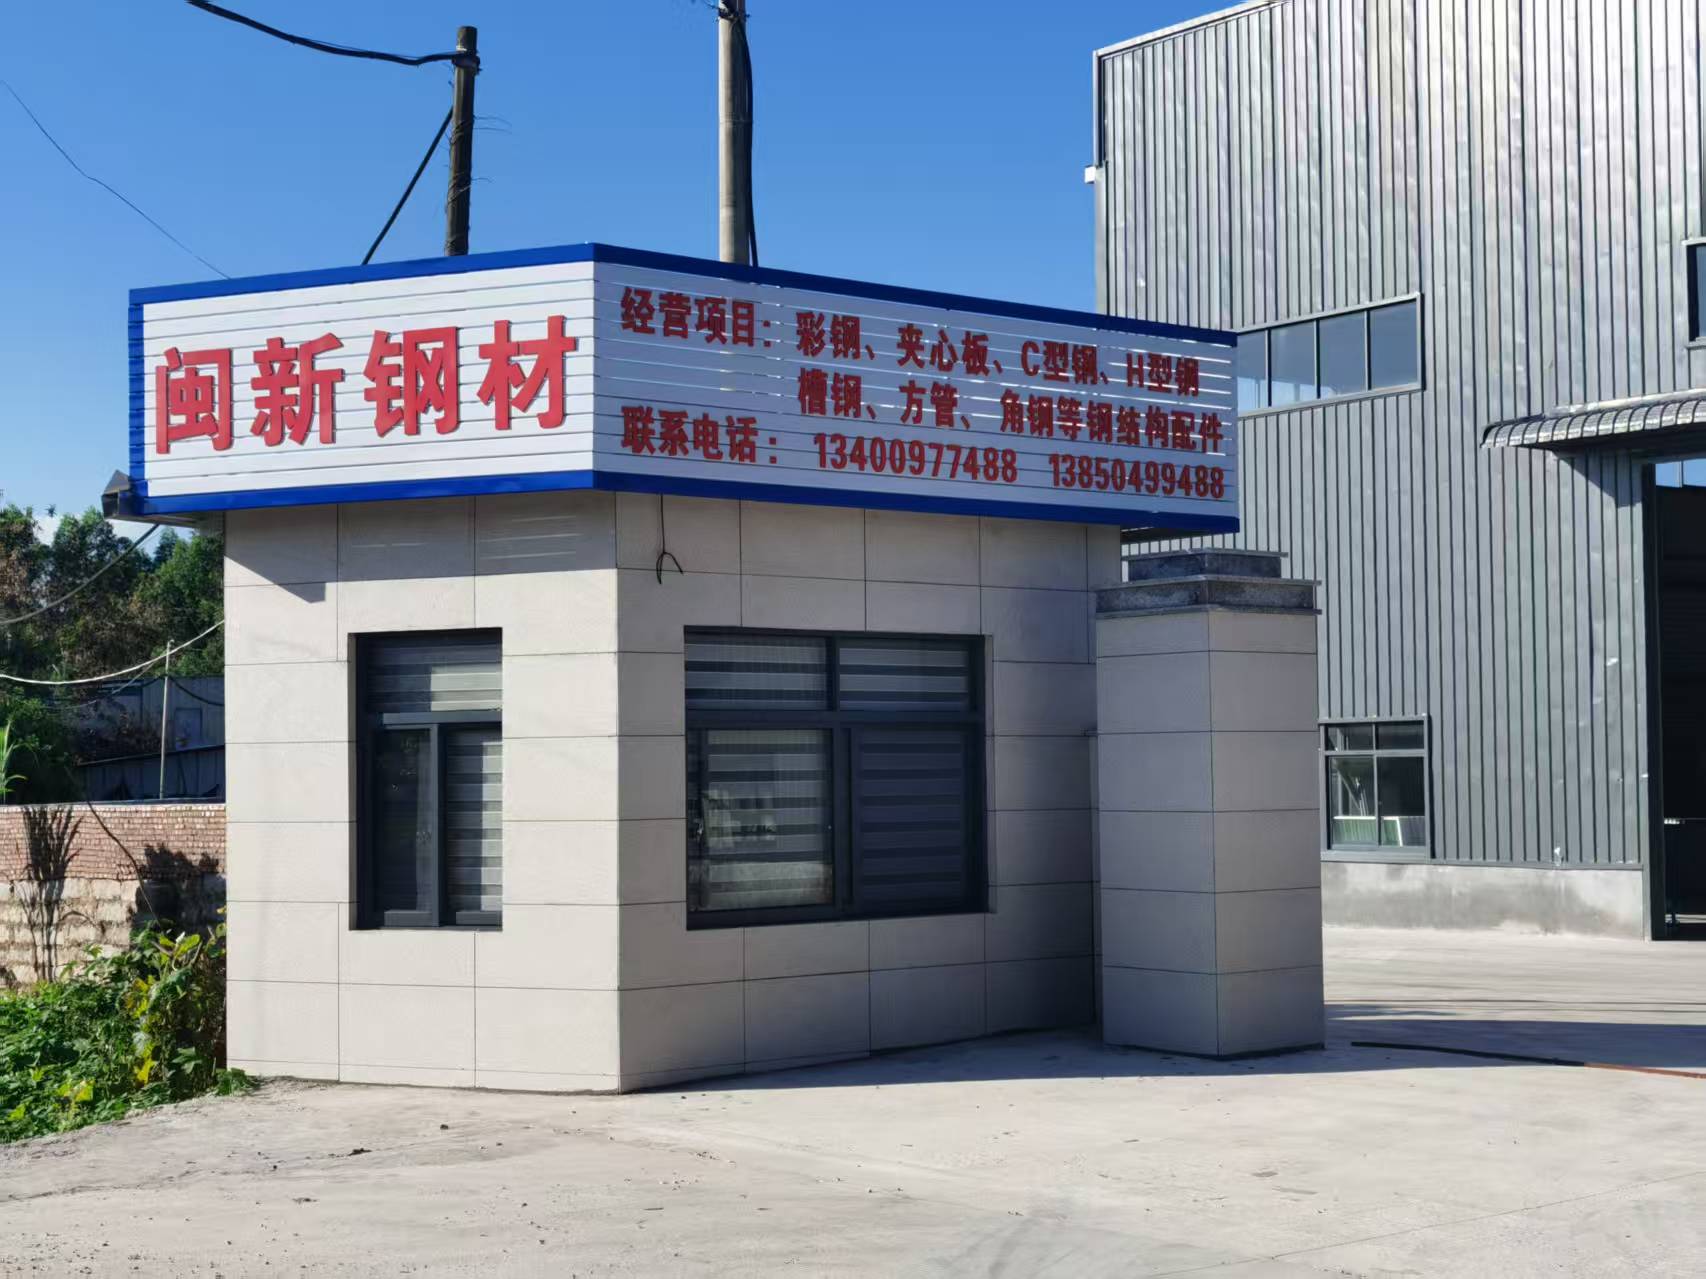 闽新钢材
经营项目：彩钢、夹心板、C型钢、H型钢
槽钢、方管、角钢等钢结构配件
联系电话：13400977488 13850499488